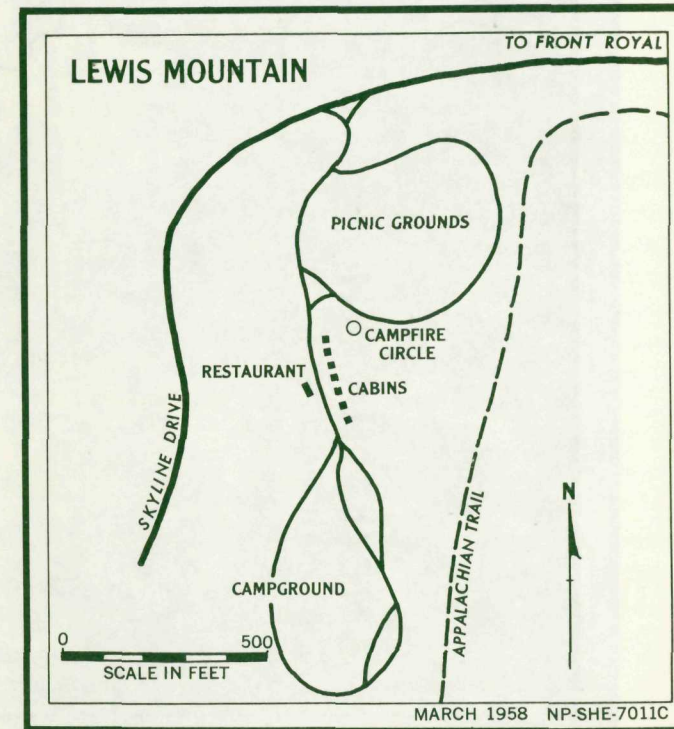 TO FRONT ROYAL
LEWIS MOUNTAIN
PICNIC GROUNDS
CAMPFIRE
CIRCLE
RESTAURANT
CABINS
SKYLINE DRIVE
N
APPALACHIAN TRAIL
CAMPGROUND
0 500
SCALE IN FEET
MARCH 1958 NP-SHE-7011C